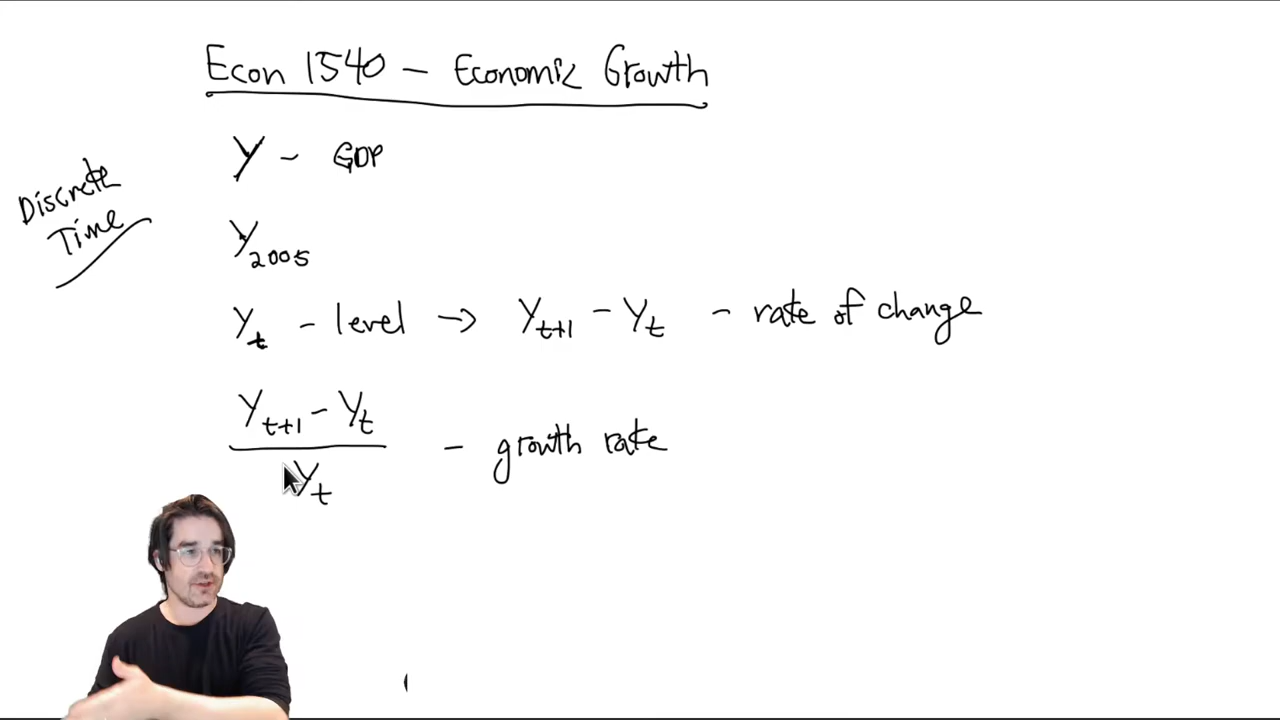 Econ 1540 - Economic Growth
Y - GDP
Discrete
Time
Y₂₀₀₅
Yₜ - level → Yₜ₊₁ - Yₜ - rate of change
Yₜ₊₁ - Yₜ
Yₜ
- growth rate